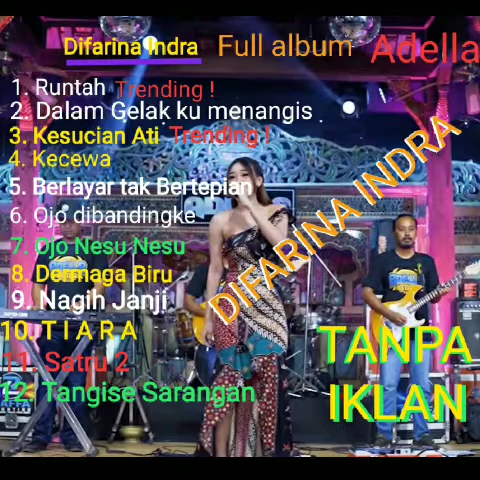 Difarina Indra Full album Adella
1. Runtah Trending !
2. Dalam Gelak ku menangis
3. Kesucian Ati Trending !
4. Kecewa
5. Berlayar tak Bertepian
6. Ojo dibandingke
7. Ojo Nesu Nesu
8. Dermaga Biru
9. Nagih Janji
10. T I A R A
11. Satru 2
12. Tangise Sarangan
DIFARINA INDRA
TANPA
IKLAN